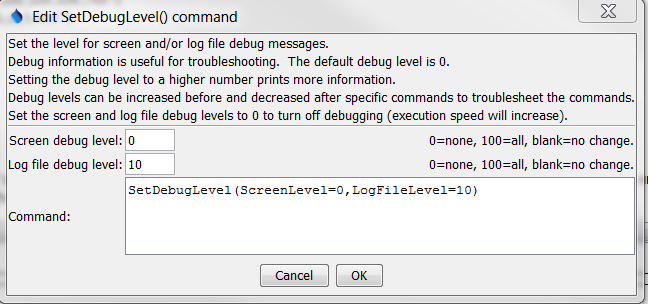 Edit SetDebugLevel() command
Set the level for screen and/or log file debug messages.
Debug information is useful for troubleshooting.  The default debug level is 0.
Setting the debug level to a higher number prints more information.
Debug levels can be increased before and decreased after specific commands to troublesheet the commands.
Set the screen and log file debug levels to 0 to turn off debugging (execution speed will increase).
Screen debug level: 0 0=none, 100=all, blank=no change.
Log file debug level: 10 0=none, 100=all, blank=no change.
Command: SetDebugLevel(ScreenLevel=0,LogFileLevel=10)
Cancel OK